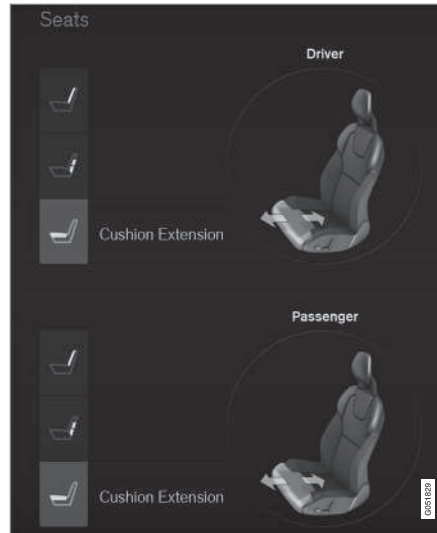 Seats
Driver
Cushion Extension
Passenger
Cushion Extension
G051829